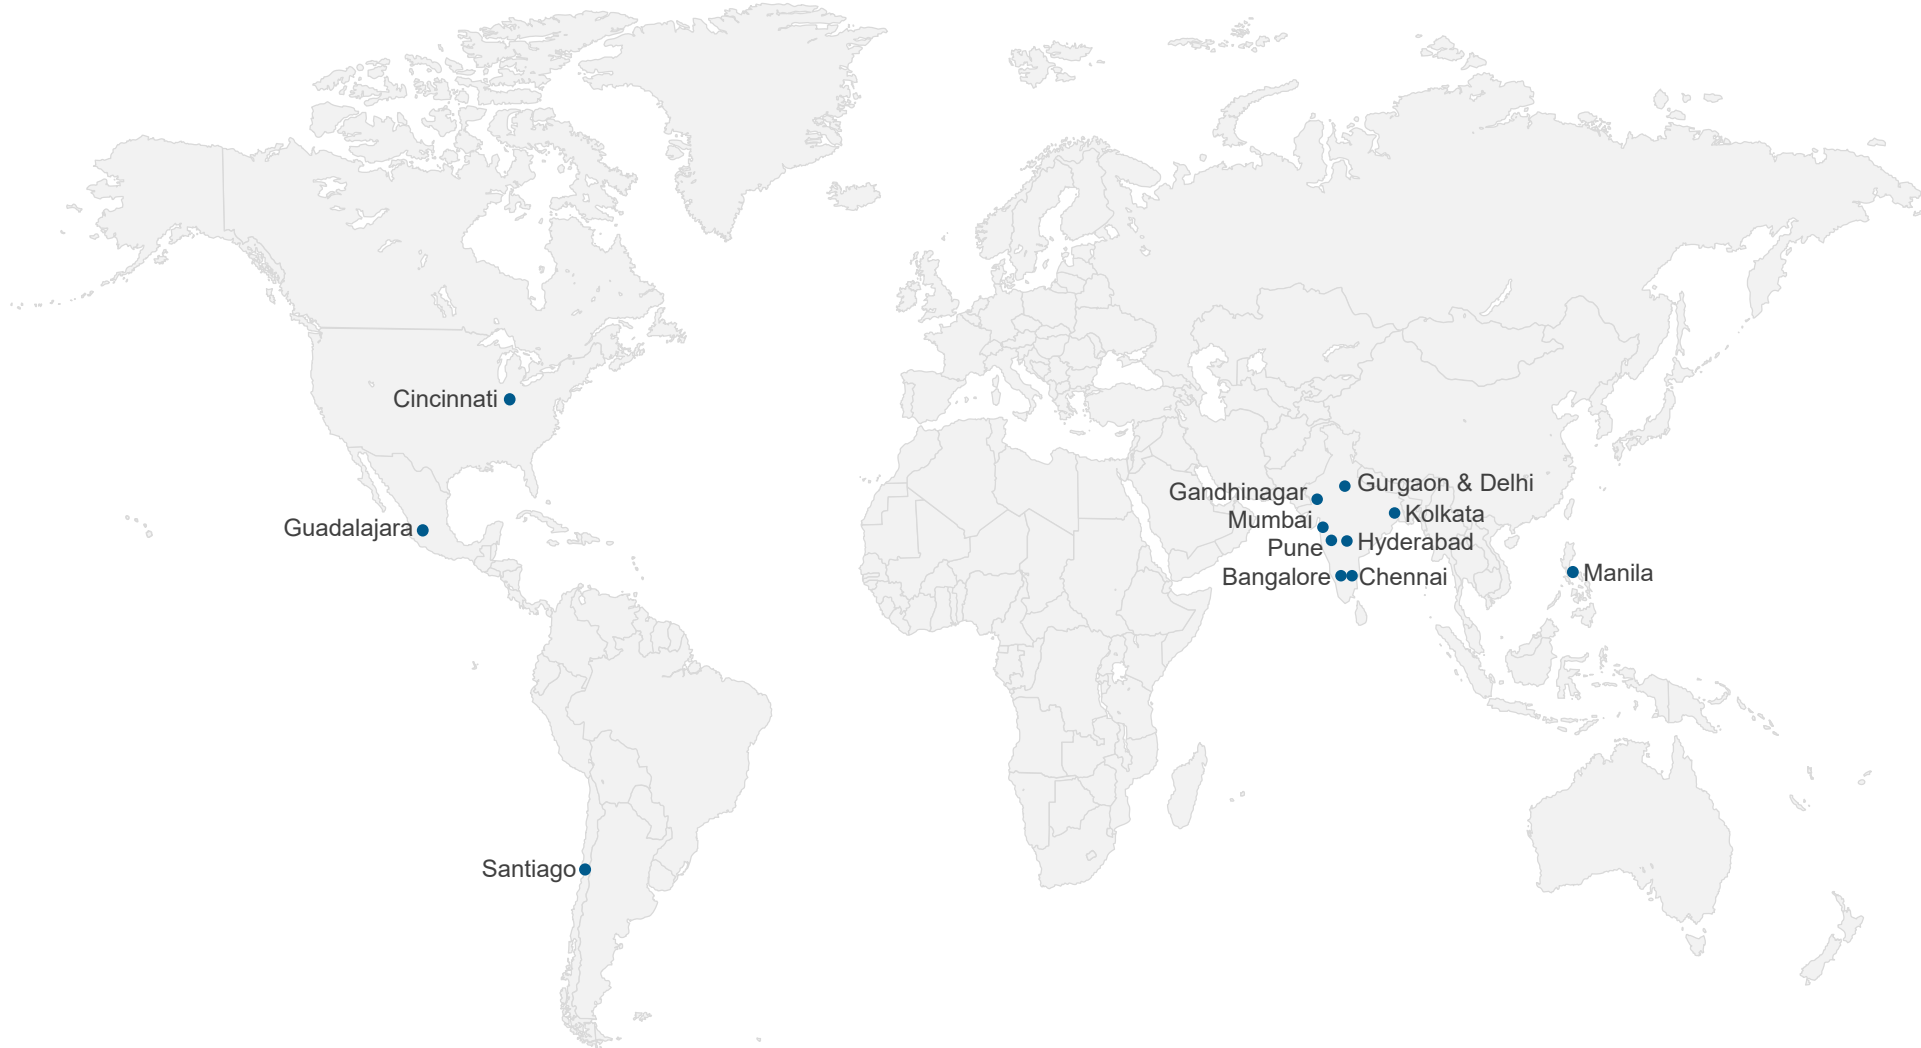 Cincinnati
Gurgaon & Delhi
Gandhinagar
Kolkata
Mumbai
Guadalajara
Hyderabad
Pune
Manila
Bangalore
Chennai
Santiago